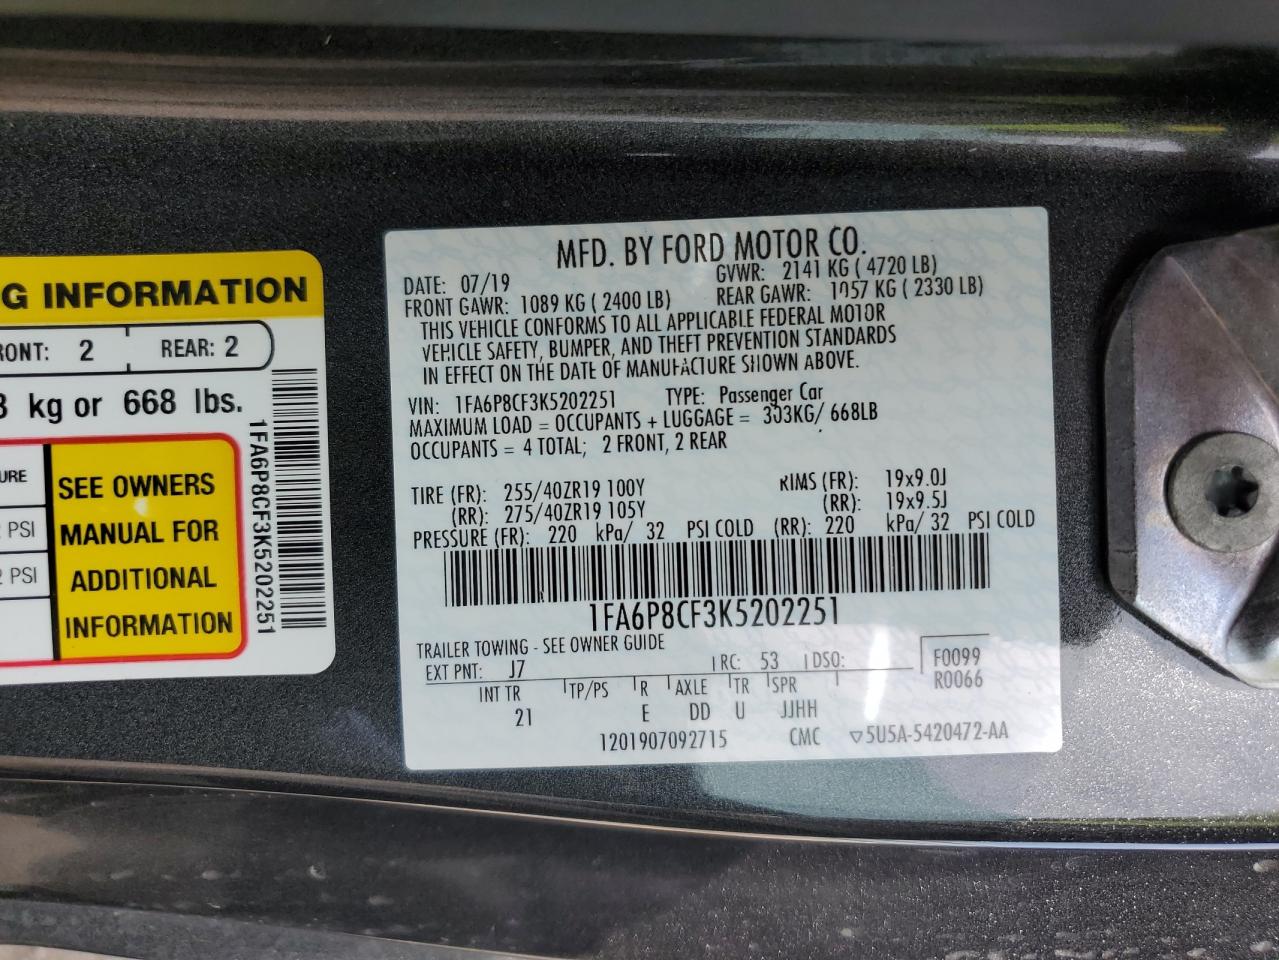 G INFORMATION
RONT: 2 REAR: 2
3 kg or 668 lbs.
URE
PSI
2 PSI
SEE OWNERS
MANUAL FOR
ADDITIONAL
INFORMATION
1FA6P8CF3K5202251
MFD. BY FORD MOTOR CO.
DATE: 07/19 GVWR: 2141 KG ( 4720 LB)
FRONT GAWR: 1089 KG ( 2400 LB) REAR GAWR: 1057 KG ( 2330 LB)
THIS VEHICLE CONFORMS TO ALL APPLICABLE FEDERAL MOTOR
VEHICLE SAFETY, BUMPER, AND THEFT PREVENTION STANDARDS
IN EFFECT ON THE DATE OF MANUFACTURE SHOWN ABOVE.
VIN: 1FA6P8CF3K5202251 TYPE: Passenger Car
MAXIMUM LOAD = OCCUPANTS + LUGGAGE = 303KG/ 668LB
OCCUPANTS = 4 TOTAL; 2 FRONT, 2 REAR
TIRE (FR): 255/40ZR19 100Y RIMS (FR): 19x9.0J
(RR): 275/40ZR19 105Y (RR): 19x9.5J
PRESSURE (FR): 220 kPa/ 32 PSI COLD (RR): 220 kPa/ 32 PSI COLD
1FA6P8CF3K5202251
TRAILER TOWING - SEE OWNER GUIDE
EXT PNT: J7 RC: 53 DSO: F0099
R0066
INT TR TP/PS R AXLE TR SPR
21 E DD U JJHH
1201907092715 CMC ▽5U5A-5420472-AA